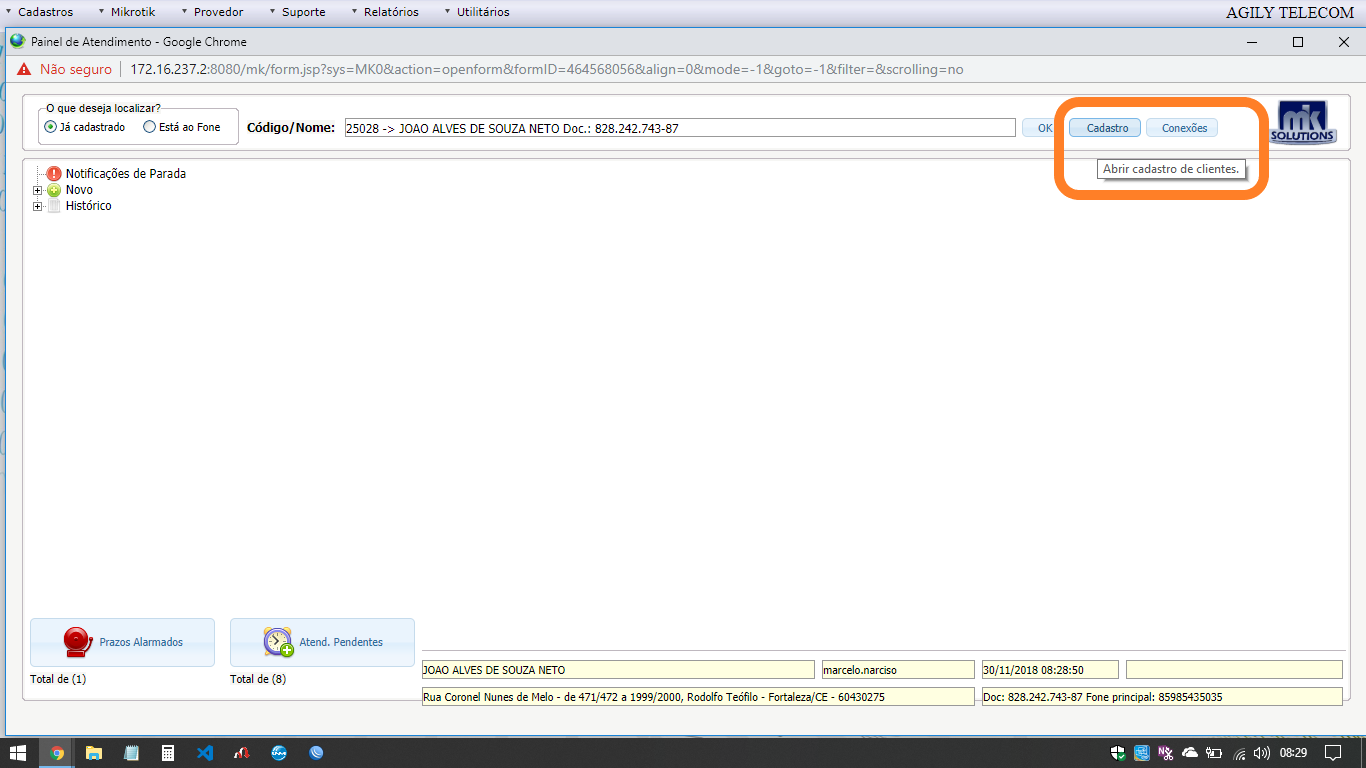 Cadastros Mikrotik Provedor Suporte Relatórios Utilitários AGILY TELECOM
Painel de Atendimento - Google Chrome
Não seguro 172.16.237.2:8080/mk/form.jsp?sys=MK0&action=openform&formID=464568056&align=0&mode=-1&goto=-1&filter=&scrolling=no
O que deseja localizar?
Já cadastrado Está ao Fone
Código/Nome: 25028 -> JOAO ALVES DE SOUZA NETO Doc.: 828.242.743-87 OK Cadastro Conexões
mk
SOLUTIONS
Abrir cadastro de clientes.
Notificações de Parada
Novo
Histórico
Prazos Alarmados Atend. Pendentes
Total de (1) Total de (8)
JOAO ALVES DE SOUZA NETO marcelo.narciso 30/11/2018 08:28:50
Rua Coronel Nunes de Melo - de 471/472 a 1999/2000, Rodolfo Teófilo - Fortaleza/CE - 60430275 Doc: 828.242.743-87 Fone principal: 85985435035
08:29